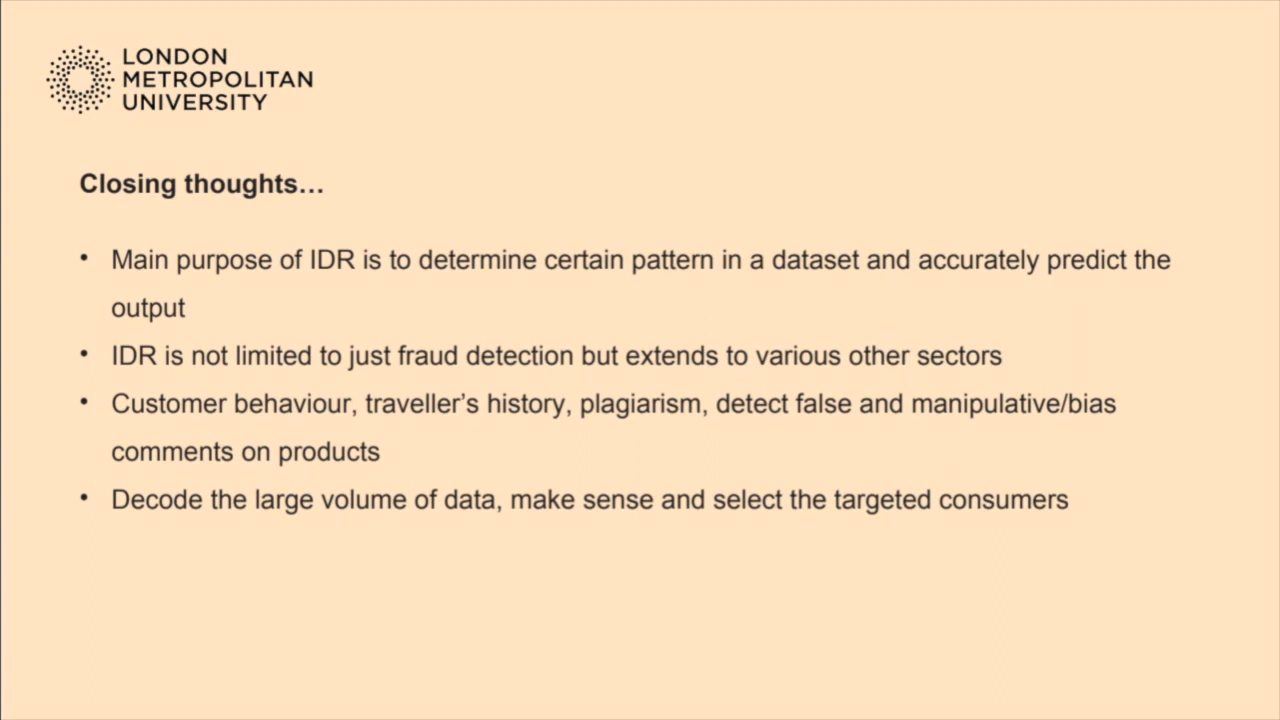 LONDON
METROPOLITAN
UNIVERSITY
Closing thoughts…
• Main purpose of IDR is to determine certain pattern in a dataset and accurately predict the
output
• IDR is not limited to just fraud detection but extends to various other sectors
• Customer behaviour, traveller’s history, plagiarism, detect false and manipulative/bias
comments on products
• Decode the large volume of data, make sense and select the targeted consumers